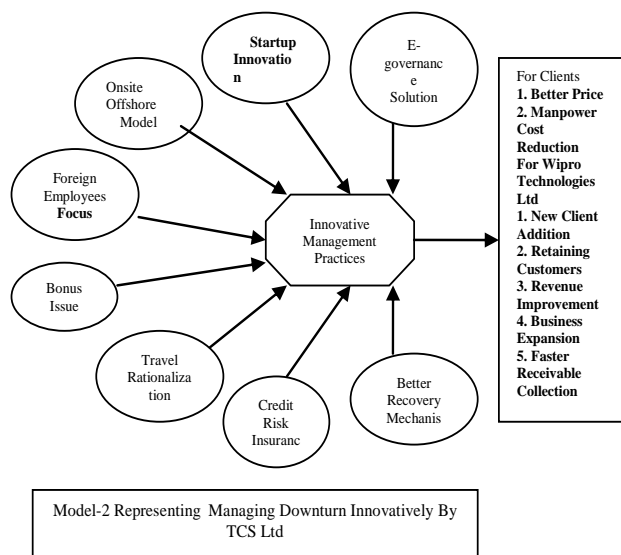 Startup
Innovatio
n
E-
governanc
e
Solution
Onsite
Offshore
Model
Foreign
Employees
Focus
Bonus
Issue
Travel
Rationaliza
tion
Credit
Risk
Insuranc
Better
Recovery
Mechanis
Innovative
Management
Practices
For Clients
1. Better Price
2. Manpower
Cost
Reduction
For Wipro
Technologies
Ltd
1. New Client
Addition
2. Retaining
Customers
3. Revenue
Improvement
4. Business
Expansion
5. Faster
Receivable
Collection
Model-2 Representing Managing Downturn Innovatively By
TCS Ltd